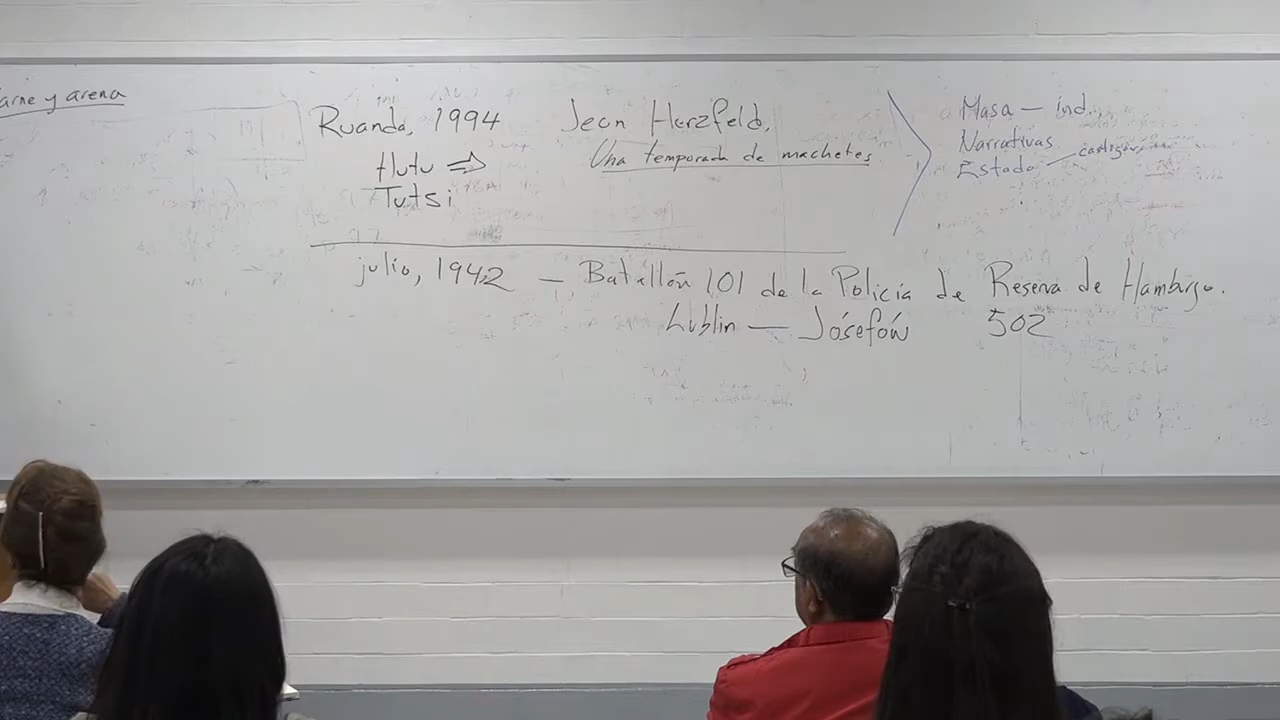 arne y arena
Ruanda, 1994
Hutu ⇒
Tutsi
Jean Herzfeld,
Una temporada de machetes
Masa – ind.
Narrativas
Estado – castigar
julio, 1942 – Batallón 101 de la Policía de Reserva de Hamburgo.
Lublin – Józefów 502